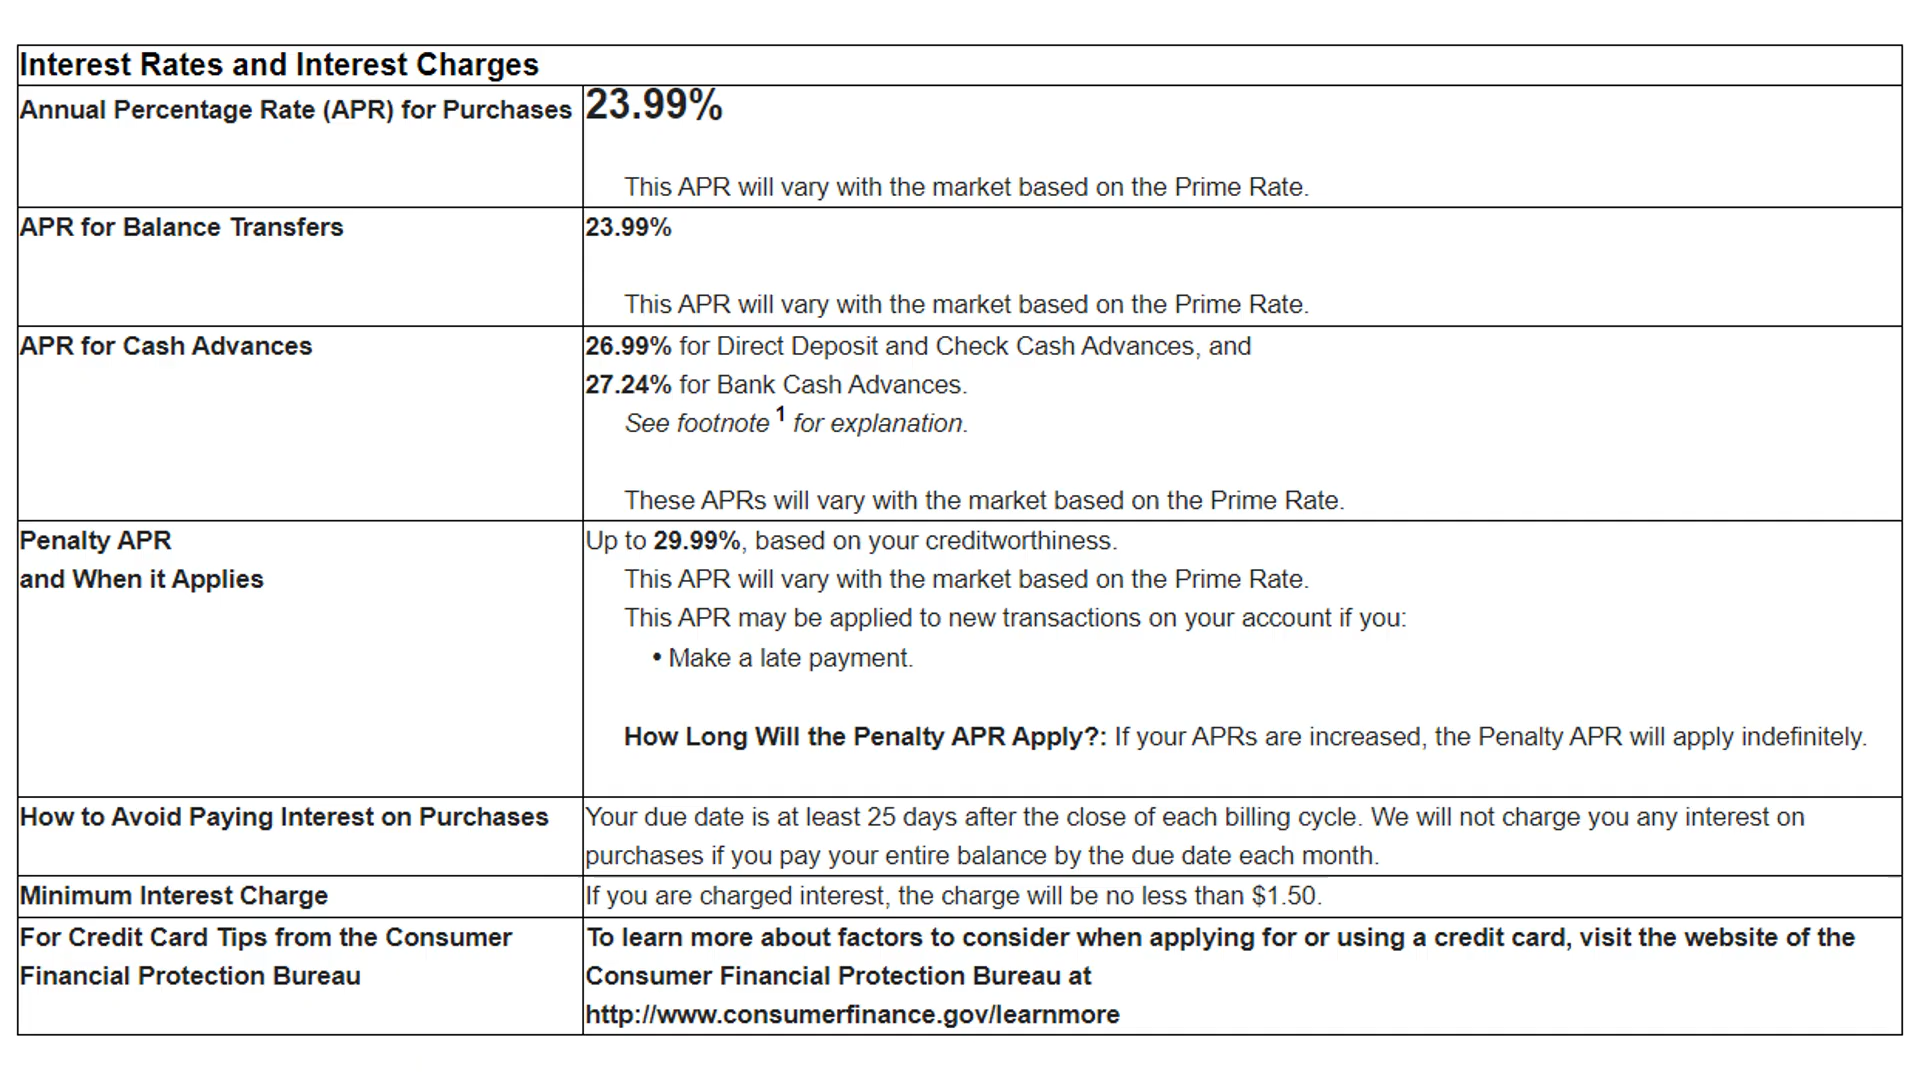 Interest Rates and Interest Charges
Annual Percentage Rate (APR) for Purchases
23.99%
This APR will vary with the market based on the Prime Rate.
APR for Balance Transfers
23.99%
This APR will vary with the market based on the Prime Rate.
APR for Cash Advances
26.99% for Direct Deposit and Check Cash Advances, and
27.24% for Bank Cash Advances.
See footnote 1 for explanation.
These APRs will vary with the market based on the Prime Rate.
Penalty APR
and When it Applies
Up to 29.99%, based on your creditworthiness.
This APR will vary with the market based on the Prime Rate.
This APR may be applied to new transactions on your account if you:
• Make a late payment.
How Long Will the Penalty APR Apply?: If your APRs are increased, the Penalty APR will apply indefinitely.
How to Avoid Paying Interest on Purchases
Your due date is at least 25 days after the close of each billing cycle. We will not charge you any interest on
purchases if you pay your entire balance by the due date each month.
Minimum Interest Charge
If you are charged interest, the charge will be no less than $1.50.
For Credit Card Tips from the Consumer
Financial Protection Bureau
To learn more about factors to consider when applying for or using a credit card, visit the website of the
Consumer Financial Protection Bureau at
http://www.consumerfinance.gov/learnmore